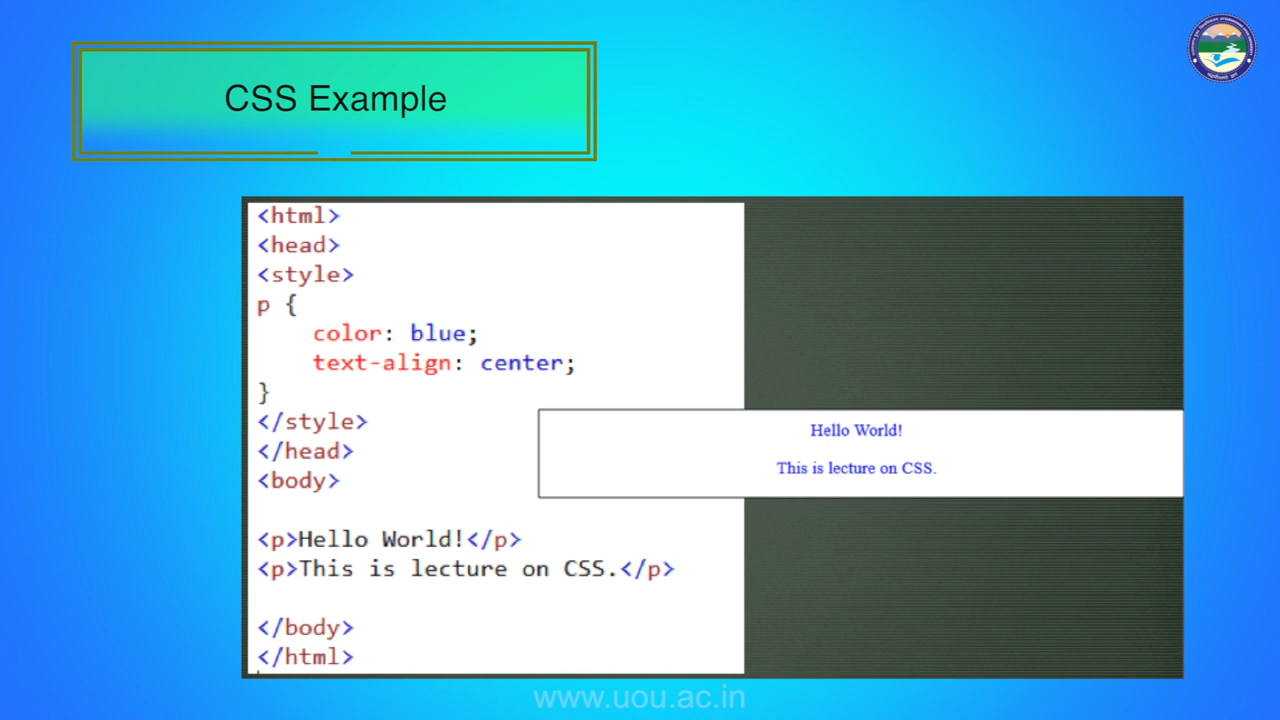 CSS Example
<html>
<head>
<style>
p {
    color: blue;
    text-align: center;
}
</style>
</head>
<body>
<p>Hello World!</p>
<p>This is lecture on CSS.</p>
</body>
</html>
Hello World!
This is lecture on CSS.
www.uou.ac.in